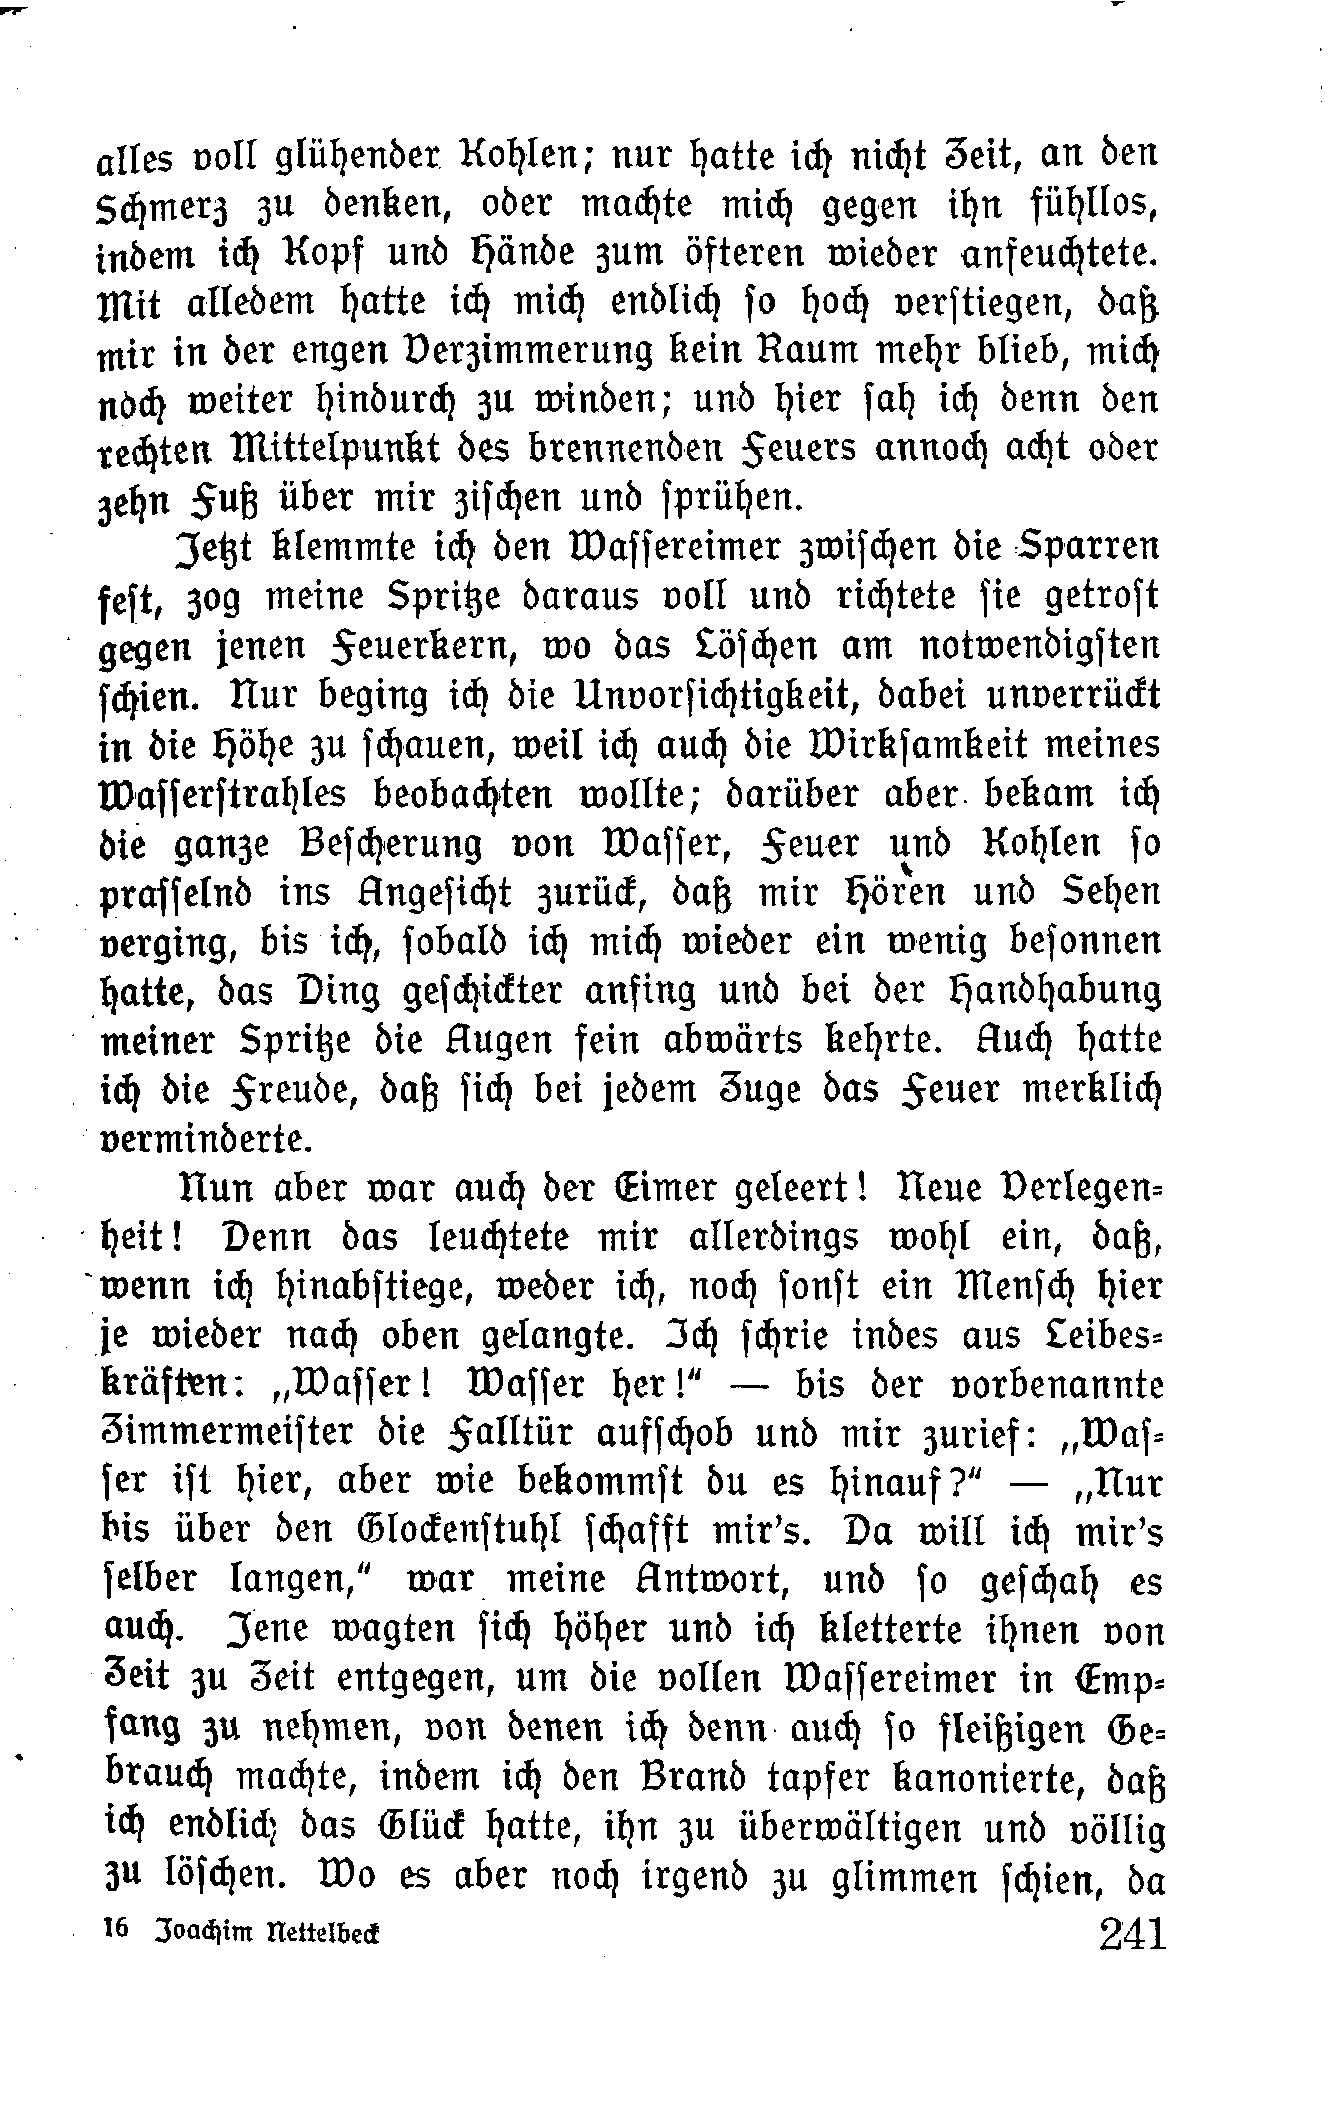 alles voll glühender Kohlen; nur hatte ich nicht Zeit, an den
Schmerz zu denken, oder machte mich gegen ihn fühllos,
indem ich Kopf und Hände zum öfteren wieder anfeuchtete.
Mit alledem hatte ich mich endlich so hoch verstiegen, daß
mir in der engen Verzimmerung kein Raum mehr blieb, mich
noch weiter hindurch zu winden; und hier sah ich denn den
rechten Mittelpunkt des brennenden Feuers annoch acht oder
zehn Fuß über mir zischen und sprühen.
Jetzt klemmte ich den Wassereimer zwischen die Sparren
fest, zog meine Spritze daraus voll und richtete sie getrost
gegen jenen Feuerkern, wo das Löschen am notwendigsten
schien. Nur beging ich die Unvorsichtigkeit, dabei unverrückt
in die Höhe zu schauen, weil ich auch die Wirksamkeit meines
Wasserstrahles beobachten wollte; darüber aber bekam ich
die ganze Bescherung von Wasser, Feuer und Kohlen so
prasselnd ins Angesicht zurück, daß mir Hören und Sehen
verging, bis ich, sobald ich mich wieder ein wenig besonnen
hatte, das Ding geschickter anfing und bei der Handhabung
meiner Spritze die Augen fein abwärts kehrte. Auch hatte
ich die Freude, daß sich bei jedem Zuge das Feuer merklich
verminderte.
Nun aber war auch der Eimer geleert! Neue Verlegen-
heit! Denn das leuchtete mir allerdings wohl ein, daß,
wenn ich hinabstiege, weder ich, noch sonst ein Mensch hier
je wieder nach oben gelangte. Ich schrie indes aus Leibes-
kräften: „Wasser! Wasser her!“ — bis der vorbenannte
Zimmermeister die Falltür aufschob und mir zurief: „Was-
ser ist hier, aber wie bekommst du es hinauf?“ — „Nur
bis über den Glockenstuhl schafft mir's. Da will ich mir's
selber langen,“ war meine Antwort, und so geschah es
auch. Jene wagten sich höher und ich kletterte ihnen von
Zeit zu Zeit entgegen, um die vollen Wassereimer in Emp-
fang zu nehmen, von denen ich denn auch so fleißigen Ge-
brauch machte, indem ich den Brand tapfer kanonierte, daß
ich endlich das Glück hatte, ihn zu überwältigen und völlig
zu löschen. Wo es aber noch irgend zu glimmen schien, da
16 Joachim Nettelbeck 241